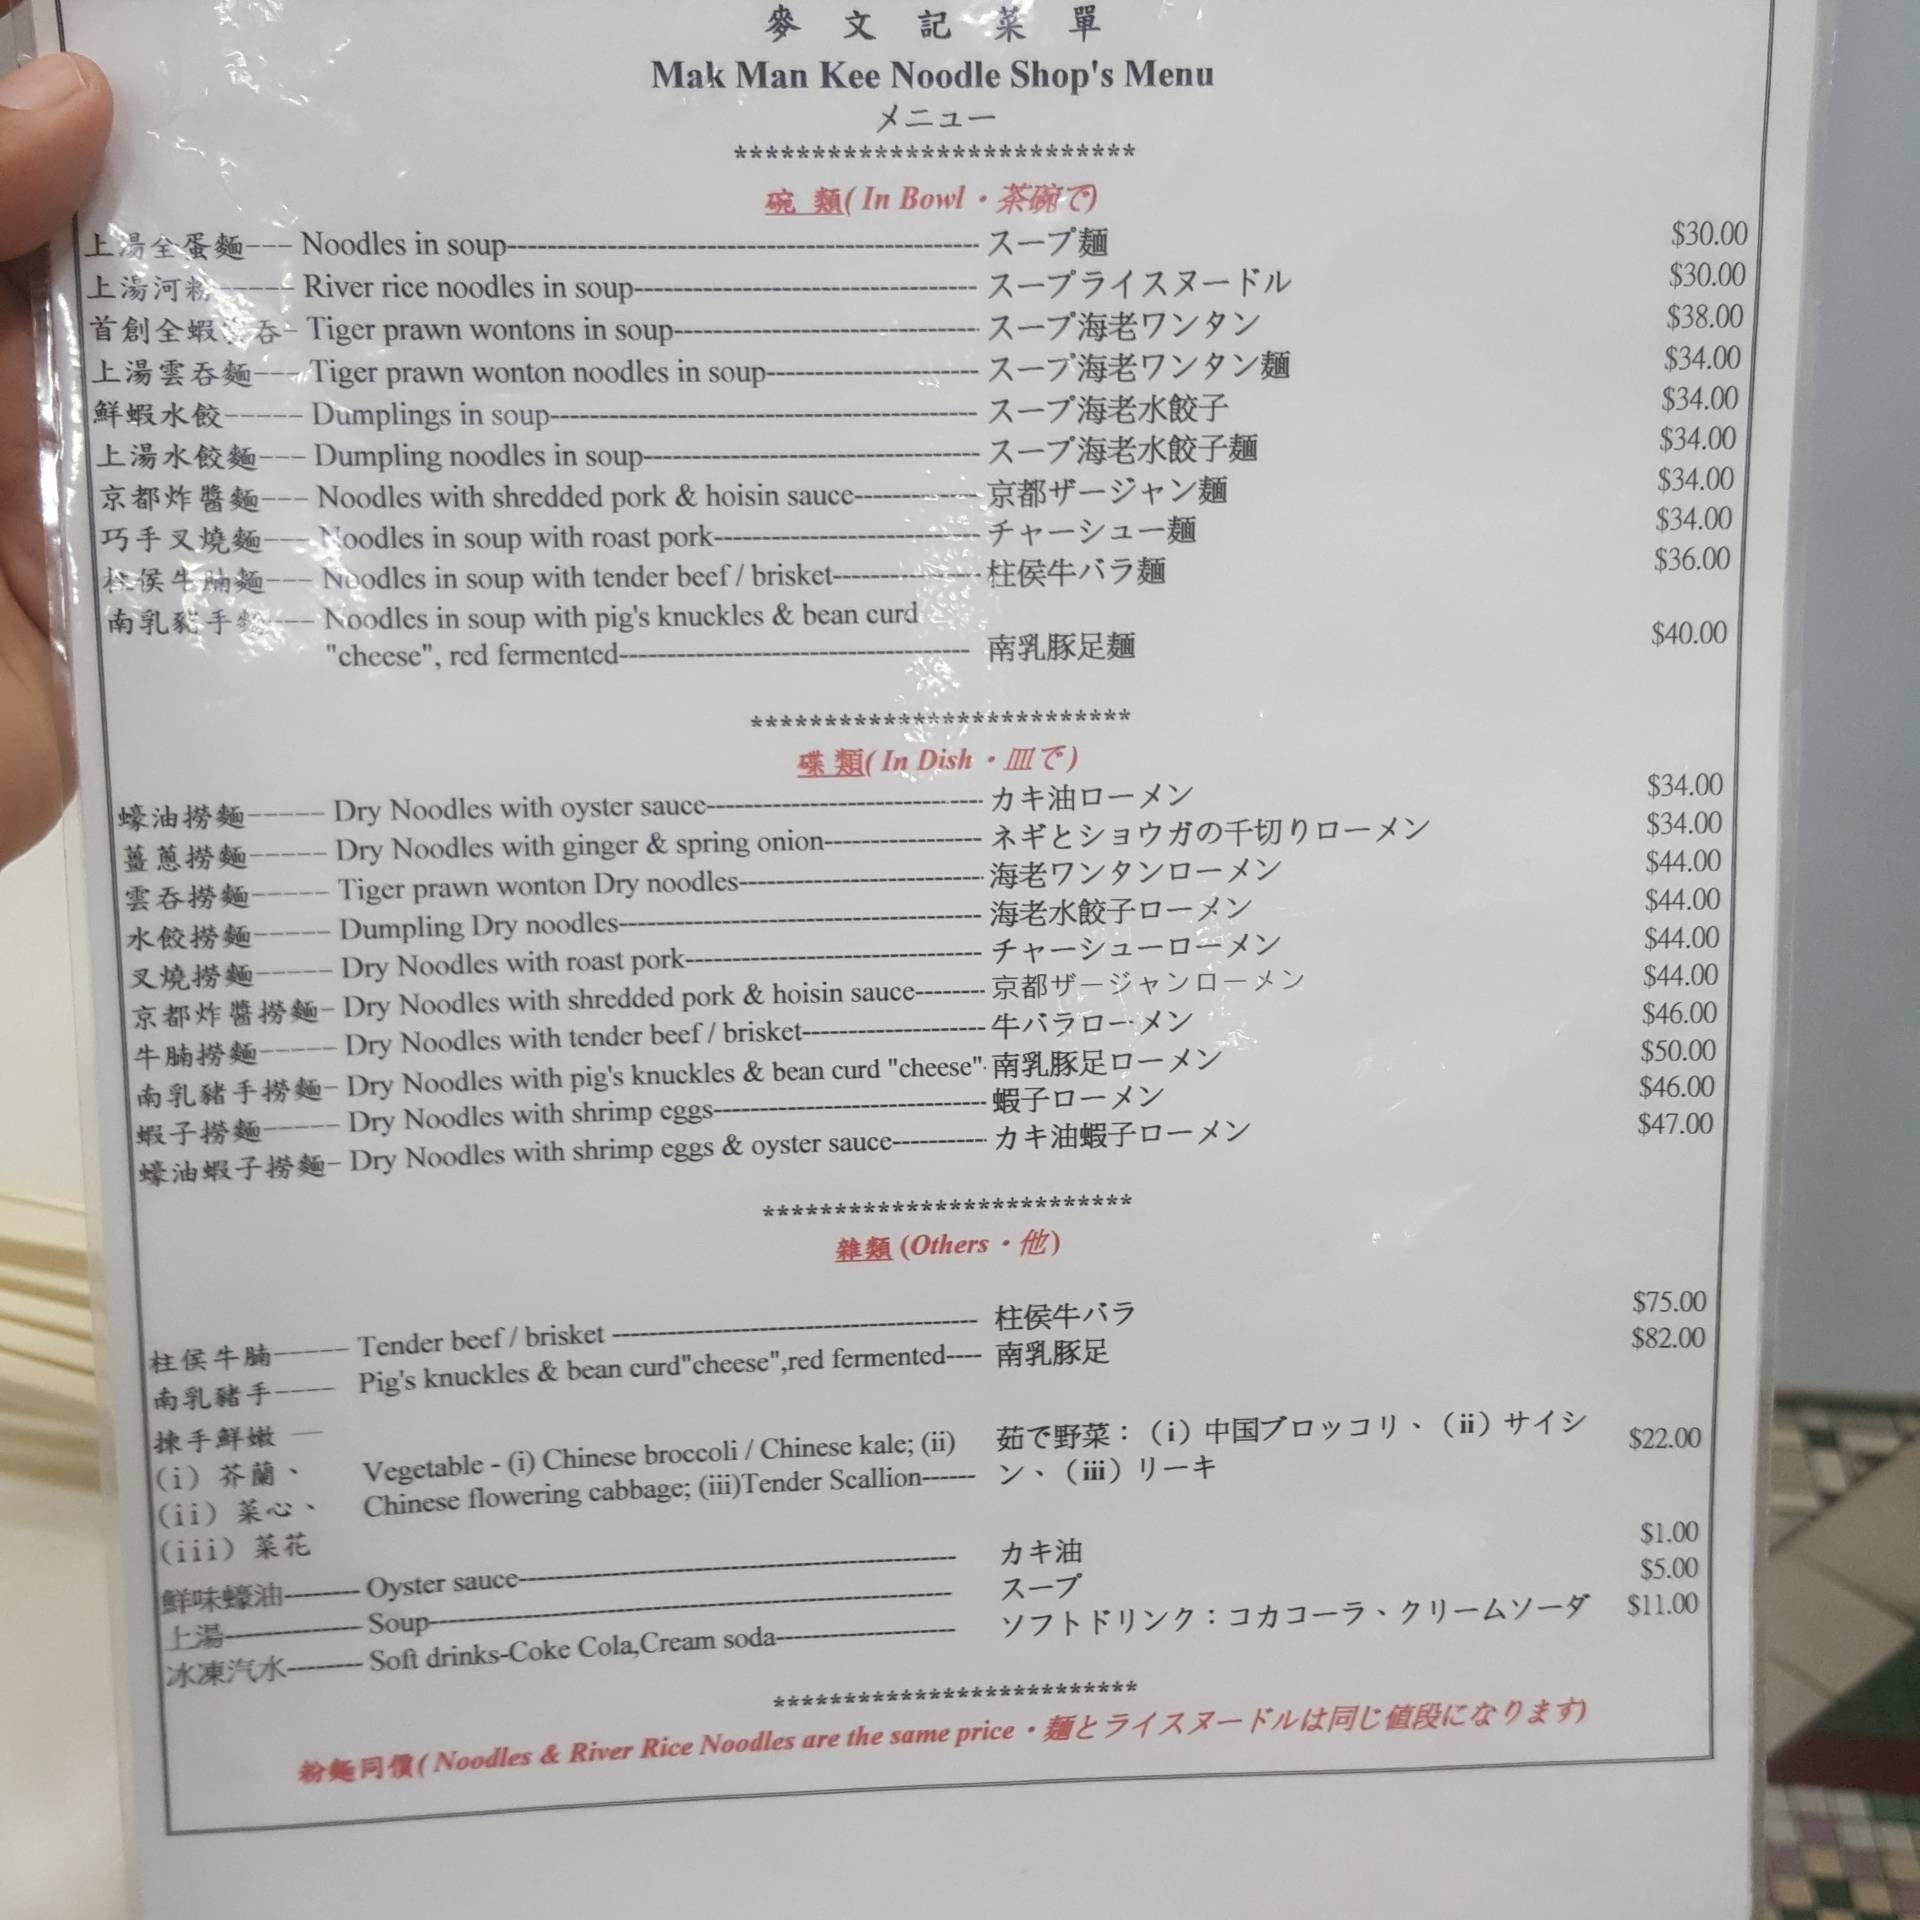 麥 文 記 菜 單
Mak Man Kee Noodle Shop's Menu
メニュー
**************************
碗 類( In Bowl・茶碗で)
上湯全蛋麵--- Noodles in soup---スープ麵 $30.00
上湯河粉----- River rice noodles in soup---スープライスヌードル $30.00
首創全蝦雲吞- Tiger prawn wontons in soup---スープ海老ワンタン $38.00
上湯雲吞麵--- Tiger prawn wonton noodles in soup---スープ海老ワンタン麵 $34.00
鮮蝦水餃----- Dumplings in soup---スープ海老水餃子 $34.00
上湯水餃麵--- Dumpling noodles in soup---スープ海老水餃子麵 $34.00
京都炸醬麵--- Noodles with shredded pork & hoisin sauce---京都ザージャン麵 $34.00
巧手叉燒麵--- Noodles in soup with roast pork---チャーシュー麵 $34.00
柱侯牛腩麵--- Noodles in soup with tender beef / brisket---柱侯牛バラ麵 $36.00
南乳豬手麵--- Noodles in soup with pig's knuckles & bean curd
"cheese", red fermented--- 南乳豚足麵 $40.00
**************************
碟 類( In Dish・皿で)
蠔油撈麵----- Dry Noodles with oyster sauce---カキ油ローメン $34.00
薑蔥撈麵----- Dry Noodles with ginger & spring onion---ネギとショウガの千切りローメン $34.00
雲吞撈麵----- Tiger prawn wonton Dry noodles---海老ワンタンローメン $44.00
水餃撈麵----- Dumpling Dry noodles---海老水餃子ローメン $44.00
叉燒撈麵----- Dry Noodles with roast pork---チャーシューローメン $44.00
京都炸醬撈麵- Dry Noodles with shredded pork & hoisin sauce---京都ザージャンローメン $44.00
牛腩撈麵----- Dry Noodles with tender beef / brisket---牛バラローメン $46.00
南乳豬手撈麵- Dry Noodles with pig's knuckles & bean curd "cheese"-南乳豚足ローメン $50.00
蝦子撈麵----- Dry Noodles with shrimp eggs---蝦子ローメン $46.00
蠔油蝦子撈麵- Dry Noodles with shrimp eggs & oyster sauce---カキ油蝦子ローメン $47.00
**************************
雜類 (Others・他)
柱侯牛腩----- Tender beef / brisket --- 柱侯牛バラ $75.00
南乳豬手---- Pig's knuckles & bean curd"cheese",red fermented---- 南乳豚足 $82.00
揀手鮮嫩 —
(i) 芥蘭、 Vegetable - (i) Chinese broccoli / Chinese kale; (ii) 茹で野菜：（i）中国ブロッコリ、（ii）サイシ $22.00
(ii) 菜心、 Chinese flowering cabbage; (iii)Tender Scallion------ ン、（iii）リーキ
(iii) 菜花
鮮味蠔油-------- Oyster sauce--- カキ油 $1.00
上湯--- Soup--- スープ $5.00
冰凍汽水-------- Soft drinks-Coke Cola,Cream soda--- ソフトドリンク：コカコーラ、クリームソーダ $11.00
**************************
粉麵同價( Noodles & River Rice Noodles are the same price・麵とライスヌードルは同じ値段になります)